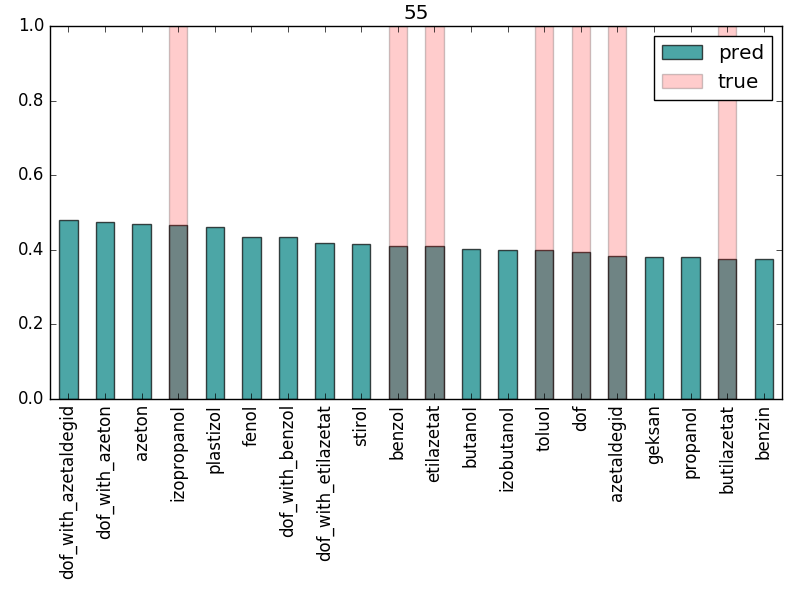 55
1.0
0.8
0.6
0.4
0.2
0.0
pred
true
dof_with_azetaldegid
dof_with_azeton
azeton
izopropanol
plastizol
fenol
dof_with_benzol
dof_with_etilazetat
stirol
benzol
etilazetat
butanol
izobutanol
toluol
dof
azetaldegid
geksan
propanol
butilazetat
benzin